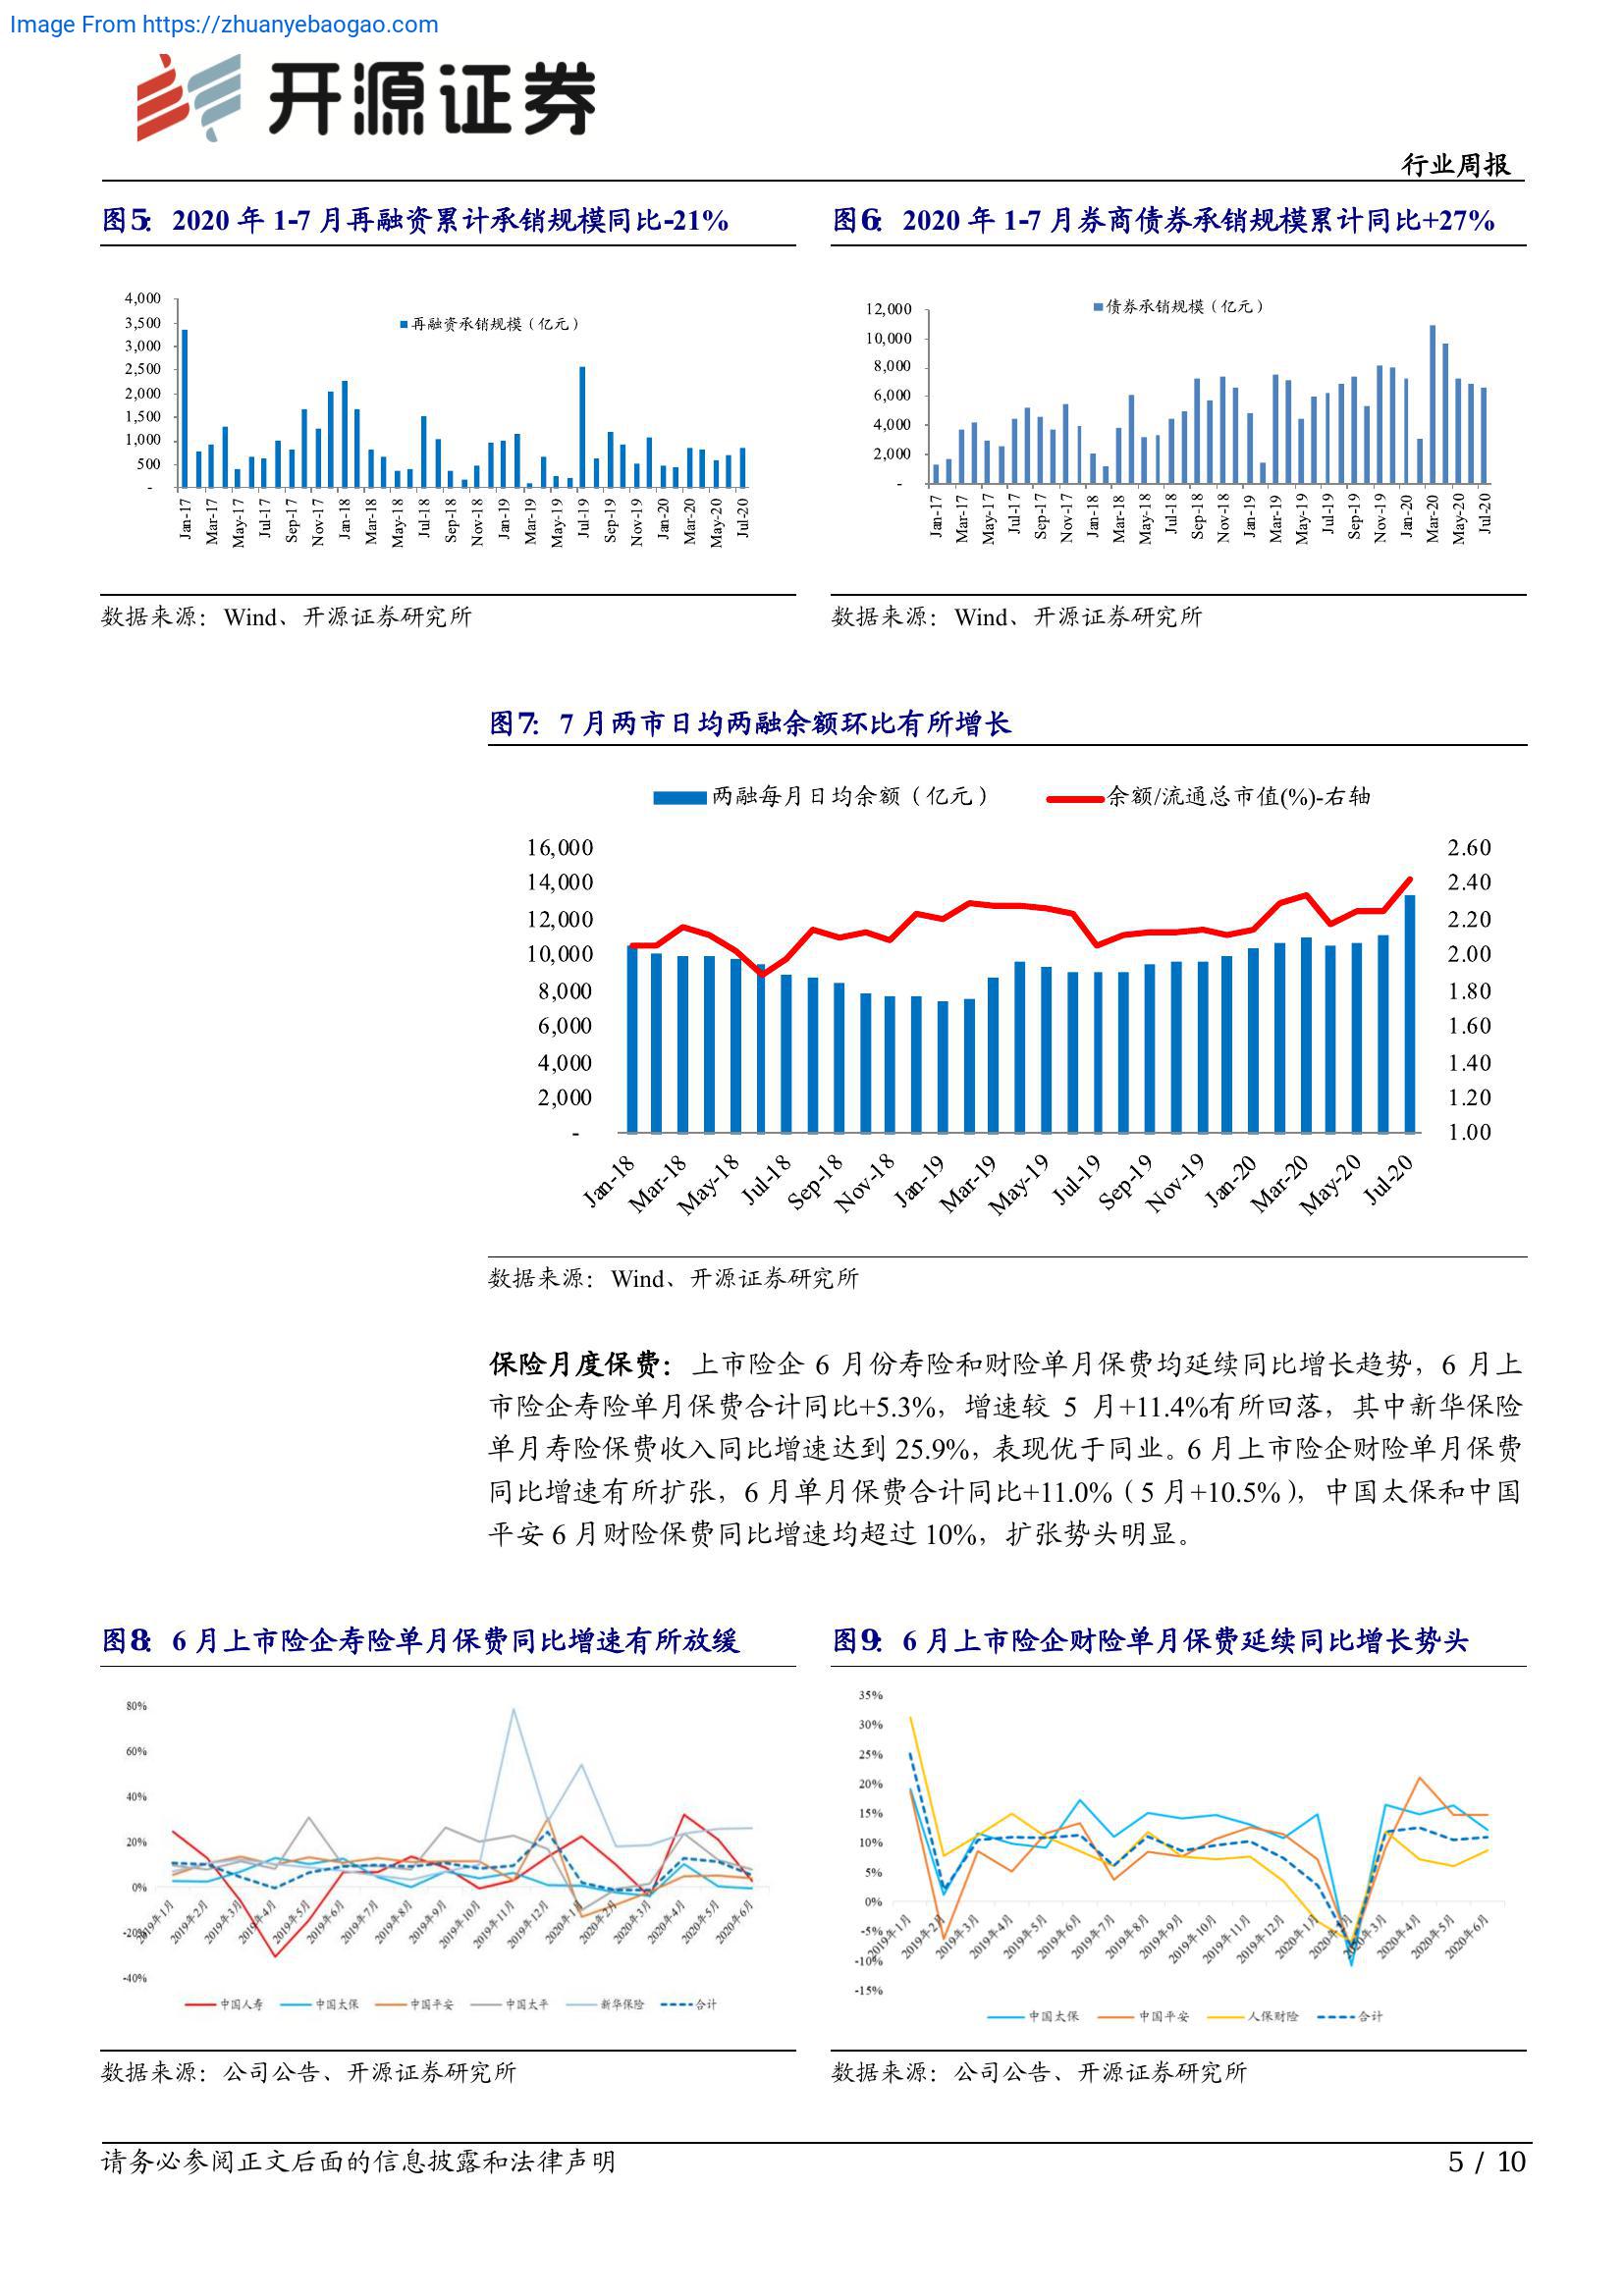 Image From https://zhuanyebaogao.com
开源证券
行业周报
图5： 2020 年 1-7 月再融资累计承销规模同比-21%
4,000
3,500
3,000
2,500
2,000
1,500
1,000
500
-
再融资承销规模（亿元）
Jan-17 Mar-17 May-17 Jul-17 Sep-17 Nov-17 Jan-18 Mar-18 May-18 Jul-18 Sep-18 Nov-18 Jan-19 Mar-19 May-19 Jul-19 Sep-19 Nov-19 Jan-20 Mar-20 May-20 Jul-20
数据来源：Wind、开源证券研究所
图6： 2020 年 1-7 月券商债券承销规模累计同比+27%
12,000
10,000
8,000
6,000
4,000
2,000
-
债券承销规模（亿元）
Jan-17 Mar-17 May-17 Jul-17 Sep-17 Nov-17 Jan-18 Mar-18 May-18 Jul-18 Sep-18 Nov-18 Jan-19 Mar-19 May-19 Jul-19 Sep-19 Nov-19 Jan-20 Mar-20 May-20 Jul-20
数据来源：Wind、开源证券研究所
图7： 7 月两市日均两融余额环比有所增长
两融每月日均余额（亿元） 余额/流通总市值(%)-右轴
16,000 2.60
14,000 2.40
12,000 2.20
10,000 2.00
8,000 1.80
6,000 1.60
4,000 1.40
2,000 1.20
- 1.00
Jan-18 Mar-18 May-18 Jul-18 Sep-18 Nov-18 Jan-19 Mar-19 May-19 Jul-19 Sep-19 Nov-19 Jan-20 Mar-20 May-20 Jul-20
数据来源：Wind、开源证券研究所
保险月度保费：上市险企 6 月份寿险和财险单月保费均延续同比增长趋势，6 月上
市险企寿险单月保费合计同比+5.3%，增速较 5 月+11.4%有所回落，其中新华保险
单月寿险保费收入同比增速达到 25.9%，表现优于同业。6 月上市险企财险单月保费
同比增速有所扩张，6 月单月保费合计同比+11.0%（5 月+10.5%），中国太保和中国
平安 6 月财险保费同比增速均超过 10%，扩张势头明显。
图8： 6 月上市险企寿险单月保费同比增速有所放缓
80%
60%
40%
20%
0%
-20%
-40%
2019年1月 2019年2月 2019年3月 2019年4月 2019年5月 2019年6月 2019年7月 2019年8月 2019年9月 2019年10月 2019年11月 2019年12月 2020年1月 2020年2月 2020年3月 2020年4月 2020年5月 2020年6月
中国人寿 中国太保 中国平安 中国太平 新华保险 合计
数据来源：公司公告、开源证券研究所
图9： 6 月上市险企财险单月保费延续同比增长势头
35%
30%
25%
20%
15%
10%
5%
0%
-5%
-10%
-15%
2019年1月 2019年2月 2019年3月 2019年4月 2019年5月 2019年6月 2019年7月 2019年8月 2019年9月 2019年10月 2019年11月 2019年12月 2020年1月 2020年2月 2020年3月 2020年4月 2020年5月 2020年6月
中国太保 中国平安 人保财险 合计
数据来源：公司公告、开源证券研究所
请务必参阅正文后面的信息披露和法律声明
5 / 10